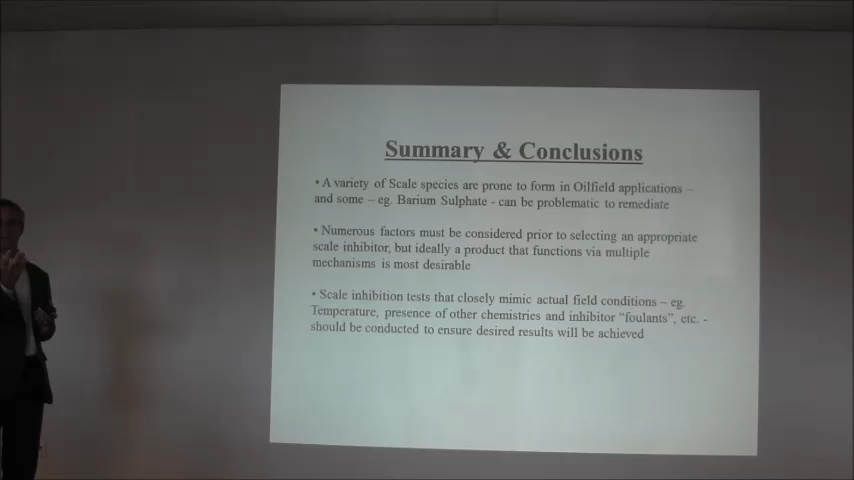 Summary & Conclusions
• A variety of Scale species are prone to form in Oilfield applications –
and some – eg. Barium Sulphate - can be problematic to remediate
• Numerous factors must be considered prior to selecting an appropriate
scale inhibitor, but ideally a product that functions via multiple
mechanisms is most desirable
• Scale inhibition tests that closely mimic actual field conditions – eg.
Temperature, presence of other chemistries and inhibitor “foulants”, etc. -
should be conducted to ensure desired results will be achieved